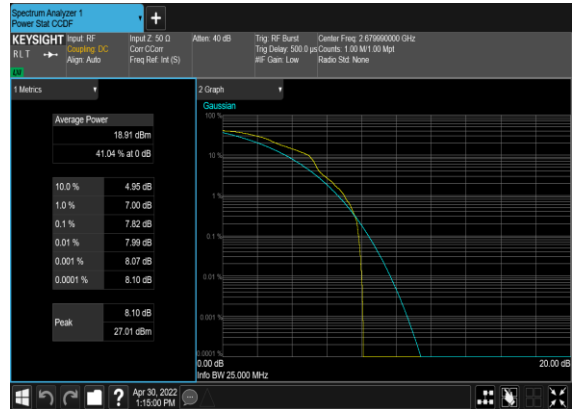 Spectrum Analyzer 1
Power Stat CCDF
KEYSIGHT
RLT
LW
Input: RF
Coupling: DC
Align: Auto
Input Z: 50 Ω
Corr CCorr
Freq Ref: Int (S)
Atten: 40 dB
Trig: RF Burst
Trig Delay: 500.0 µs
#IF Gain: Low
Center Freq: 2.679990000 GHz
Counts: 1.00 M/1.00 Mpt
Radio Std: None
1 Metrics
Average Power
18.91 dBm
41.04 % at 0 dB
10.0 % 4.95 dB
1.0 % 7.00 dB
0.1 % 7.82 dB
0.01 % 7.99 dB
0.001 % 8.07 dB
0.0001 % 8.10 dB
Peak
8.10 dB
27.01 dBm
2 Graph
Gaussian
100 %
10 %
1 %
0.1 %
0.01 %
0.001 %
0.0001 %
0.00 dB
20.00 dB
Info BW 25.000 MHz
?
Apr 30, 2022
1:15:00 PM